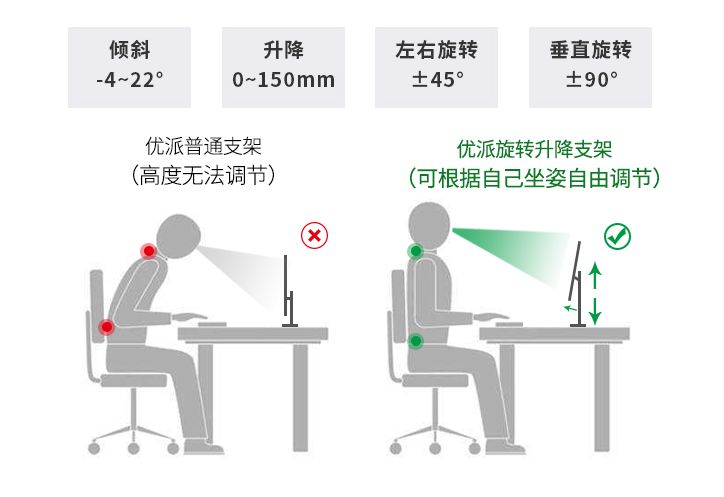 倾斜
-4~22°
升降
0~150mm
左右旋转
±45°
垂直旋转
±90°
优派普通支架
（高度无法调节）
优派旋转升降支架
（可根据自己坐姿自由调节）